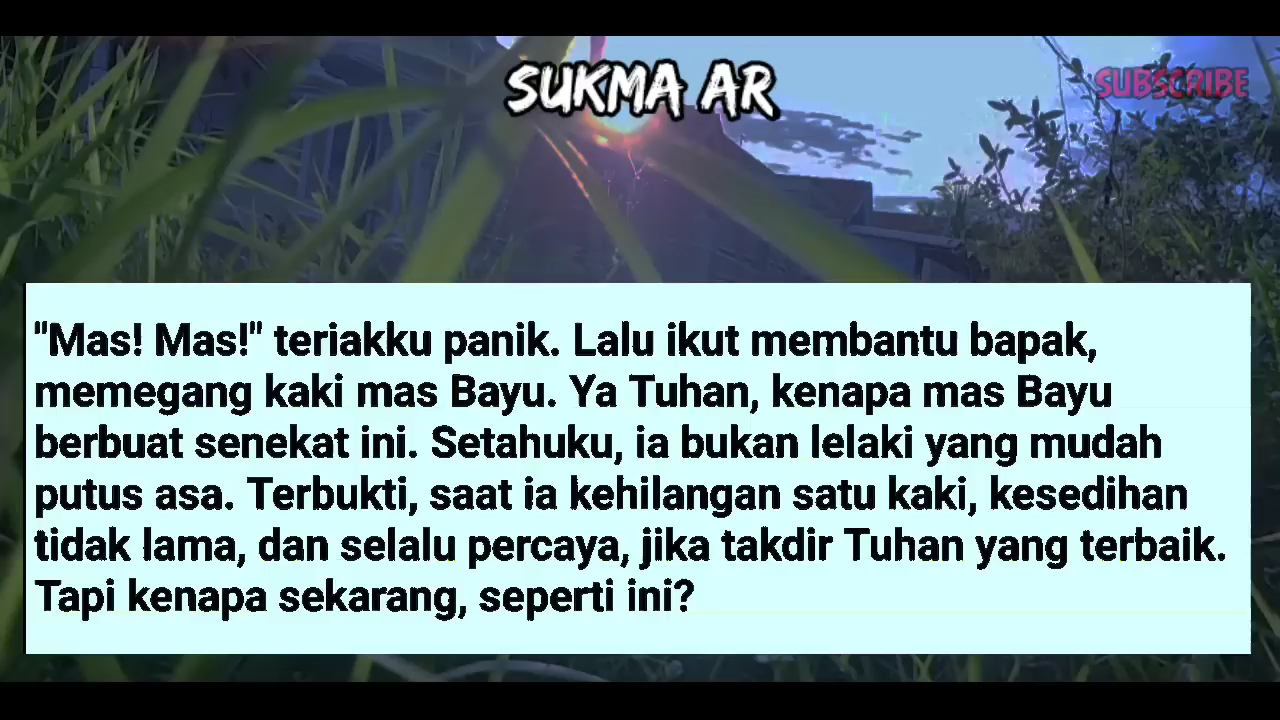 SUKMA AR
SUBSCRIBE
"Mas! Mas!" teriakku panik. Lalu ikut membantu bapak,
memegang kaki mas Bayu. Ya Tuhan, kenapa mas Bayu
berbuat senekat ini. Setahuku, ia bukan lelaki yang mudah
putus asa. Terbukti, saat ia kehilangan satu kaki, kesedihan
tidak lama, dan selalu percaya, jika takdir Tuhan yang terbaik.
Tapi kenapa sekarang, seperti ini?